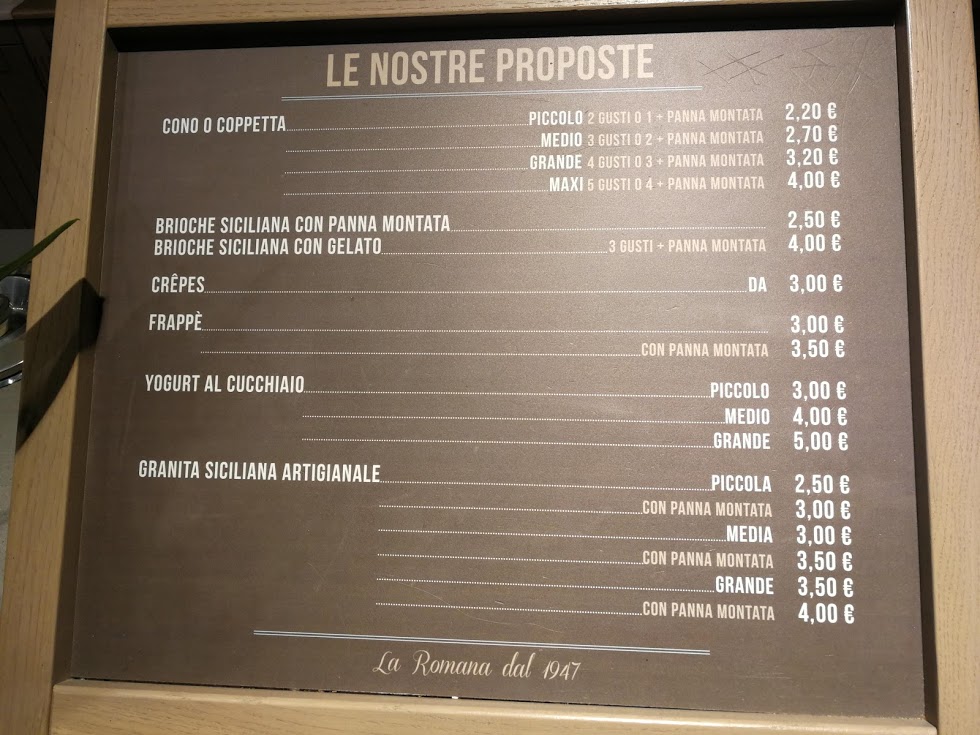 LE NOSTRE PROPOSTE
CONO O COPPETTA PICCOLO 2 GUSTI O 1 + PANNA MONTATA 2,20 €
MEDIO 3 GUSTI O 2 + PANNA MONTATA 2,70 €
GRANDE 4 GUSTI O 3 + PANNA MONTATA 3,20 €
MAXI 5 GUSTI O 4 + PANNA MONTATA 4,00 €
BRIOCHE SICILIANA CON PANNA MONTATA 2,50 €
BRIOCHE SICILIANA CON GELATO 3 GUSTI + PANNA MONTATA 4,00 €
CRÊPES DA 3,00 €
FRAPPÈ 3,00 €
CON PANNA MONTATA 3,50 €
YOGURT AL CUCCHIAIO PICCOLO 3,00 €
MEDIO 4,00 €
GRANDE 5,00 €
GRANITA SICILIANA ARTIGIANALE PICCOLA 2,50 €
CON PANNA MONTATA 3,00 €
MEDIA 3,00 €
CON PANNA MONTATA 3,50 €
GRANDE 3,50 €
CON PANNA MONTATA 4,00 €
La Romana dal 1947